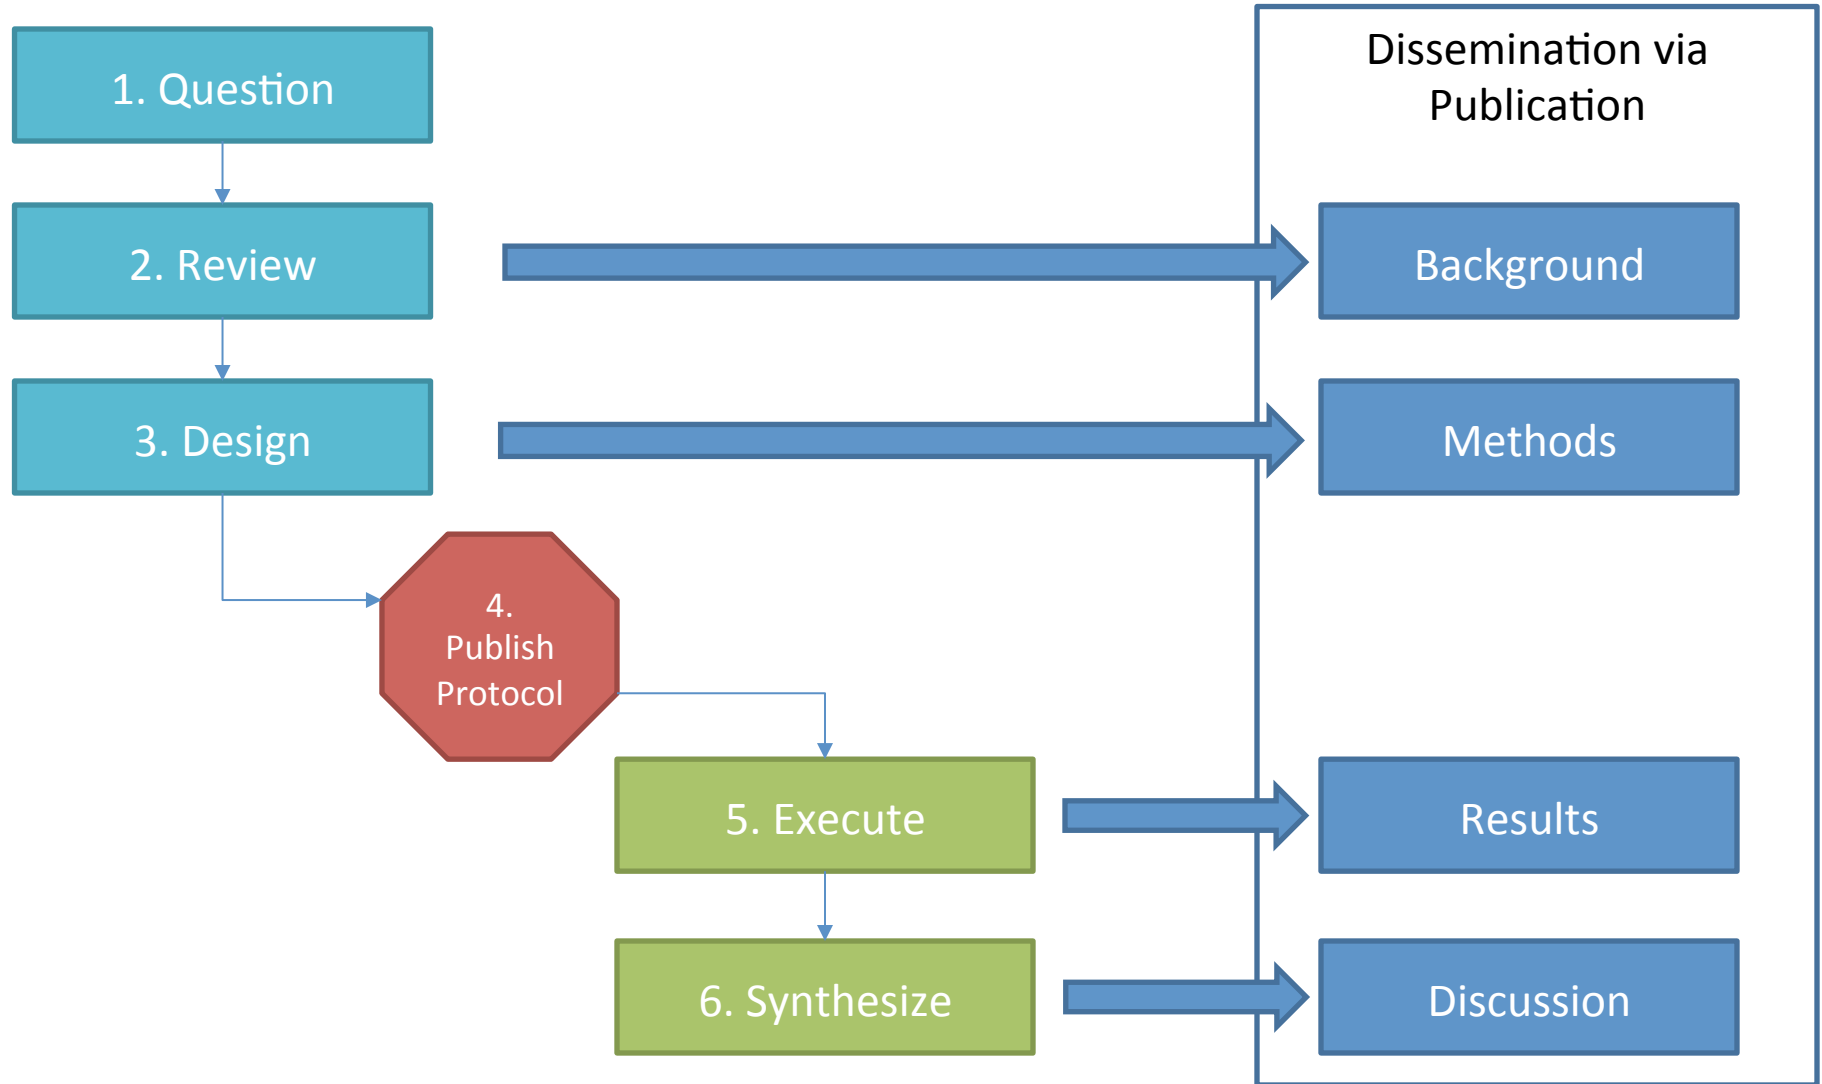 Dissemination via
Publication
1. Question
2. Review
Background
3. Design
Methods
4.
Publish
Protocol
5. Execute
Results
6. Synthesize
Discussion